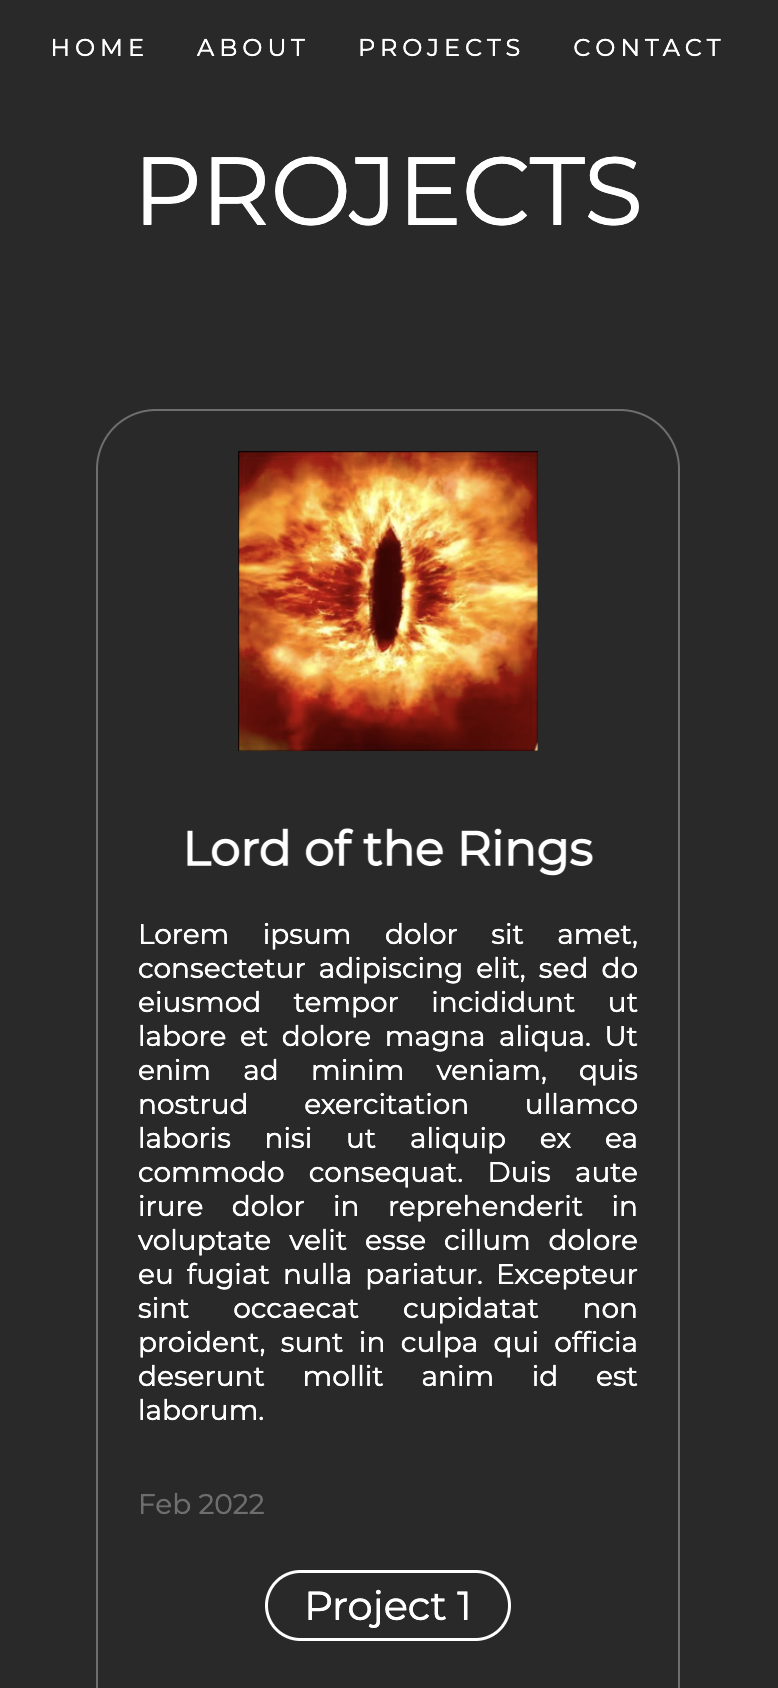 HOME ABOUT PROJECTS CONTACT
PROJECTS
Lord of the Rings
Lorem ipsum dolor sit amet,
consectetur adipiscing elit, sed do
eiusmod tempor incididunt ut
labore et dolore magna aliqua. Ut
enim ad minim veniam, quis
nostrud exercitation ullamco
laboris nisi ut aliquip ex ea
commodo consequat. Duis aute
irure dolor in reprehenderit in
voluptate velit esse cillum dolore
eu fugiat nulla pariatur. Excepteur
sint occaecat cupidatat non
proident, sunt in culpa qui officia
deserunt mollit anim id est
laborum.
Feb 2022
Project 1